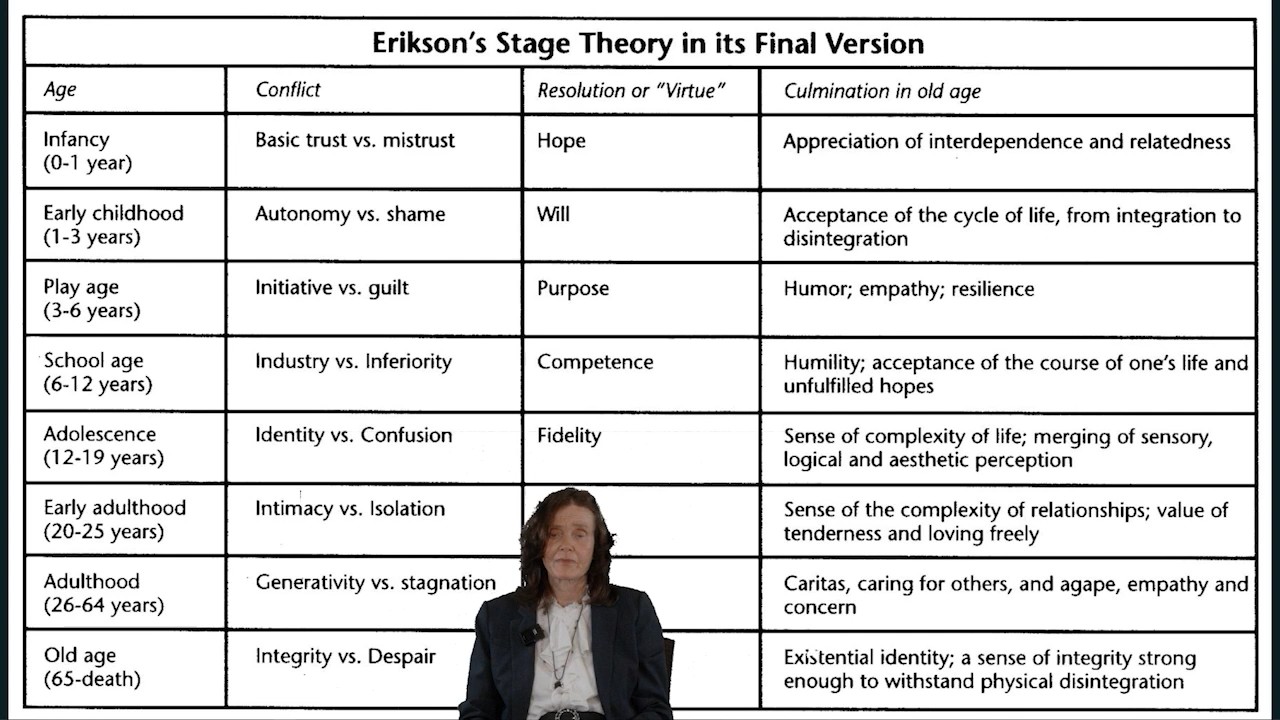 Erikson's Stage Theory in its Final Version
Age Conflict Resolution or "Virtue" Culmination in old age
Infancy
(0-1 year)
Basic trust vs. mistrust
Hope
Appreciation of interdependence and relatedness
Early childhood
(1-3 years)
Autonomy vs. shame
Will
Acceptance of the cycle of life, from integration to
disintegration
Play age
(3-6 years)
Initiative vs. guilt
Purpose
Humor; empathy; resilience
School age
(6-12 years)
Industry vs. Inferiority
Competence
Humility; acceptance of the course of one's life and
unfulfilled hopes
Adolescence
(12-19 years)
Identity vs. Confusion
Fidelity
Sense of complexity of life; merging of sensory,
logical and aesthetic perception
Early adulthood
(20-25 years)
Intimacy vs. Isolation
Sense of the complexity of relationships; value of
tenderness and loving freely
Adulthood
(26-64 years)
Generativity vs. stagnation
Caritas, caring for others, and agape, empathy and
concern
Old age
(65-death)
Integrity vs. Despair
Existential identity; a sense of integrity strong
enough to withstand physical disintegration